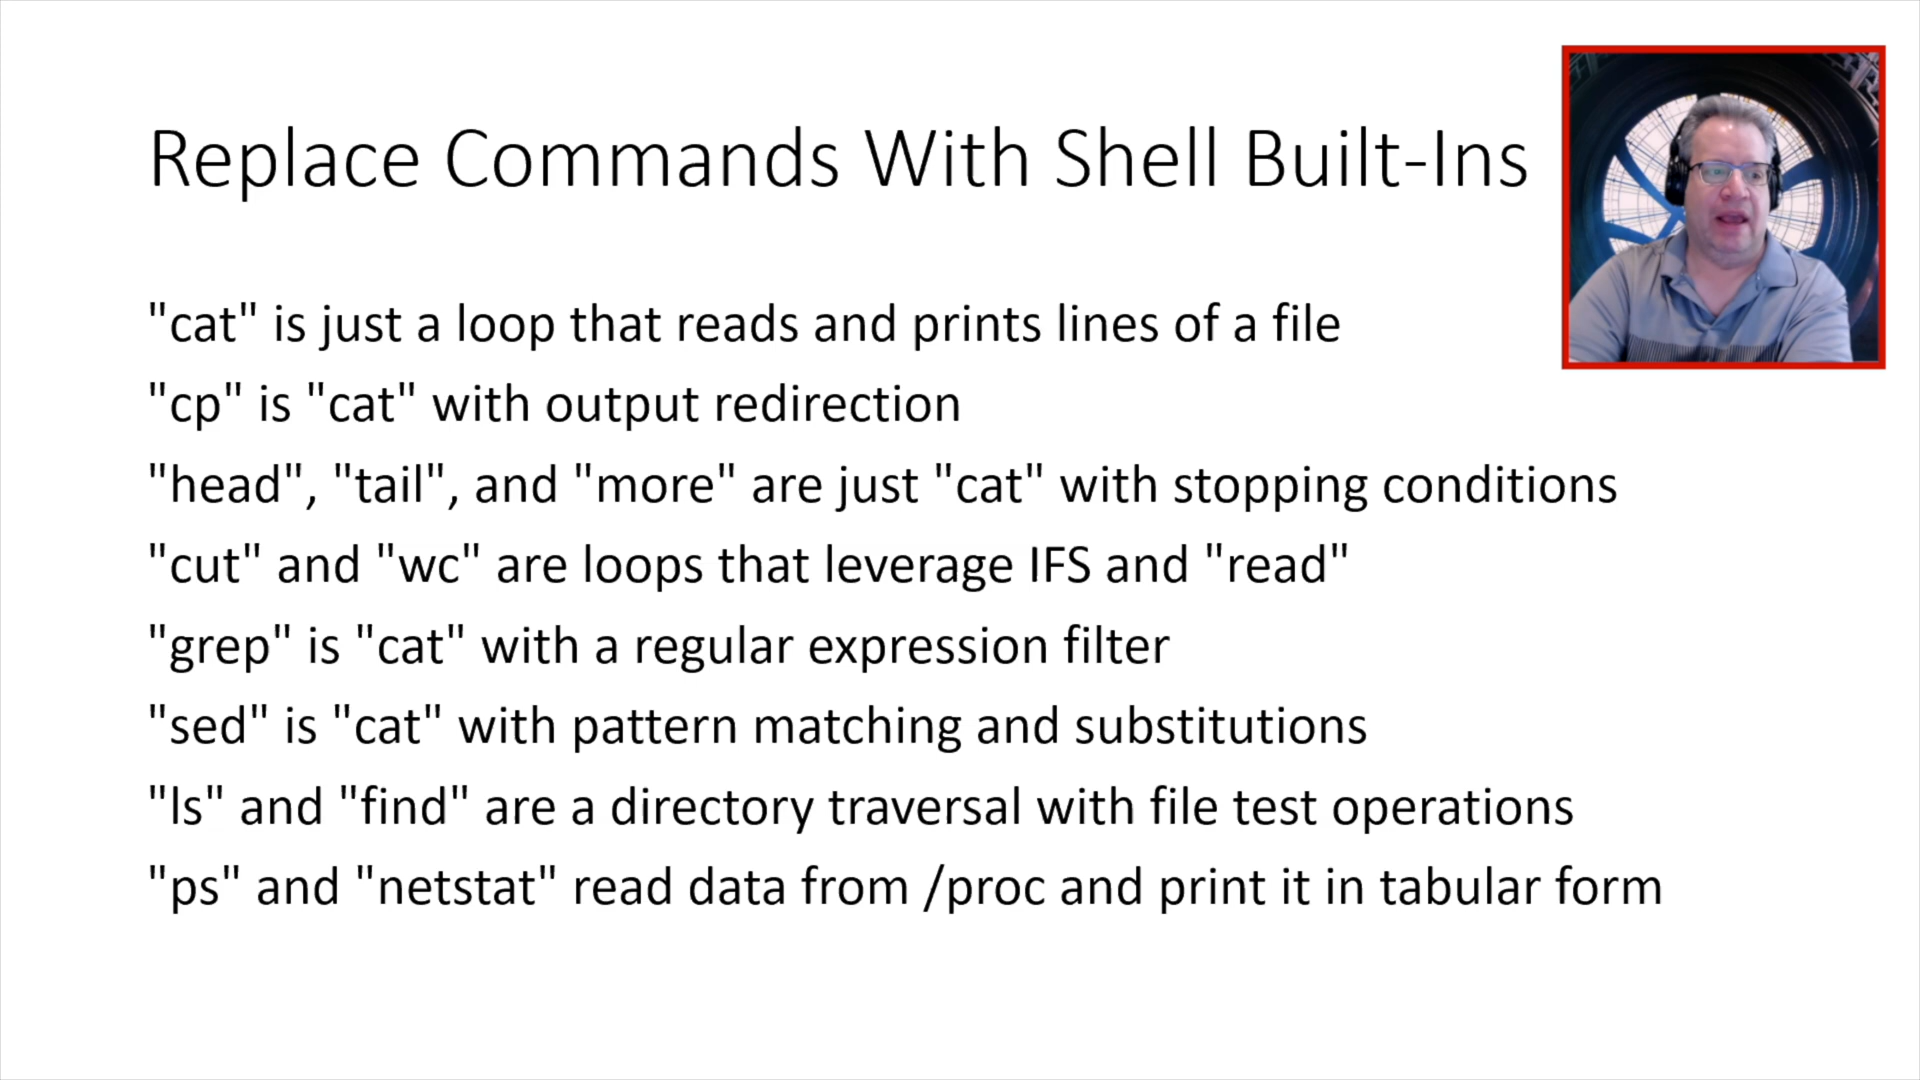 Replace Commands With Shell Built-Ins
"cat" is just a loop that reads and prints lines of a file
"cp" is "cat" with output redirection
"head", "tail", and "more" are just "cat" with stopping conditions
"cut" and "wc" are loops that leverage IFS and "read"
"grep" is "cat" with a regular expression filter
"sed" is "cat" with pattern matching and substitutions
"ls" and "find" are a directory traversal with file test operations
"ps" and "netstat" read data from /proc and print it in tabular form